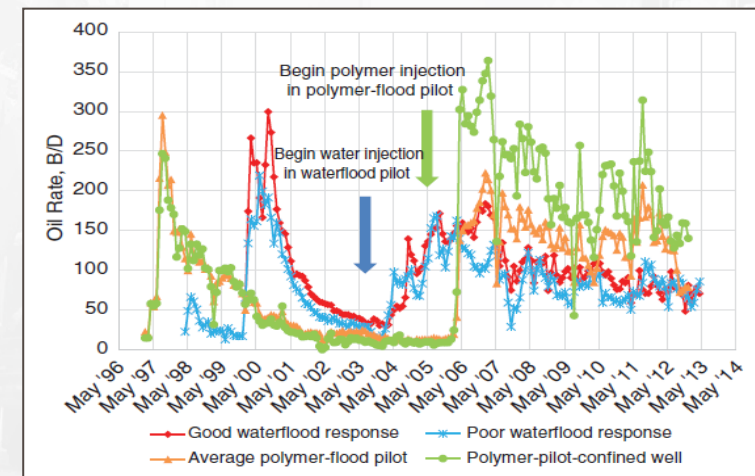 400
350
300
250
200
150
100
50
0
Oil Rate, B/D
Begin polymer injection
in polymer-flood pilot
Begin water injection
in waterflood pilot
May '96
May '97
May '98
May '99
May '00
May '01
May '02
May '03
May '04
May '05
May '06
May '07
May '08
May '09
May '10
May '11
May '12
May '13
May '14
Good waterflood response
Poor waterflood response
Average polymer-flood pilot
Polymer-pilot-confined well